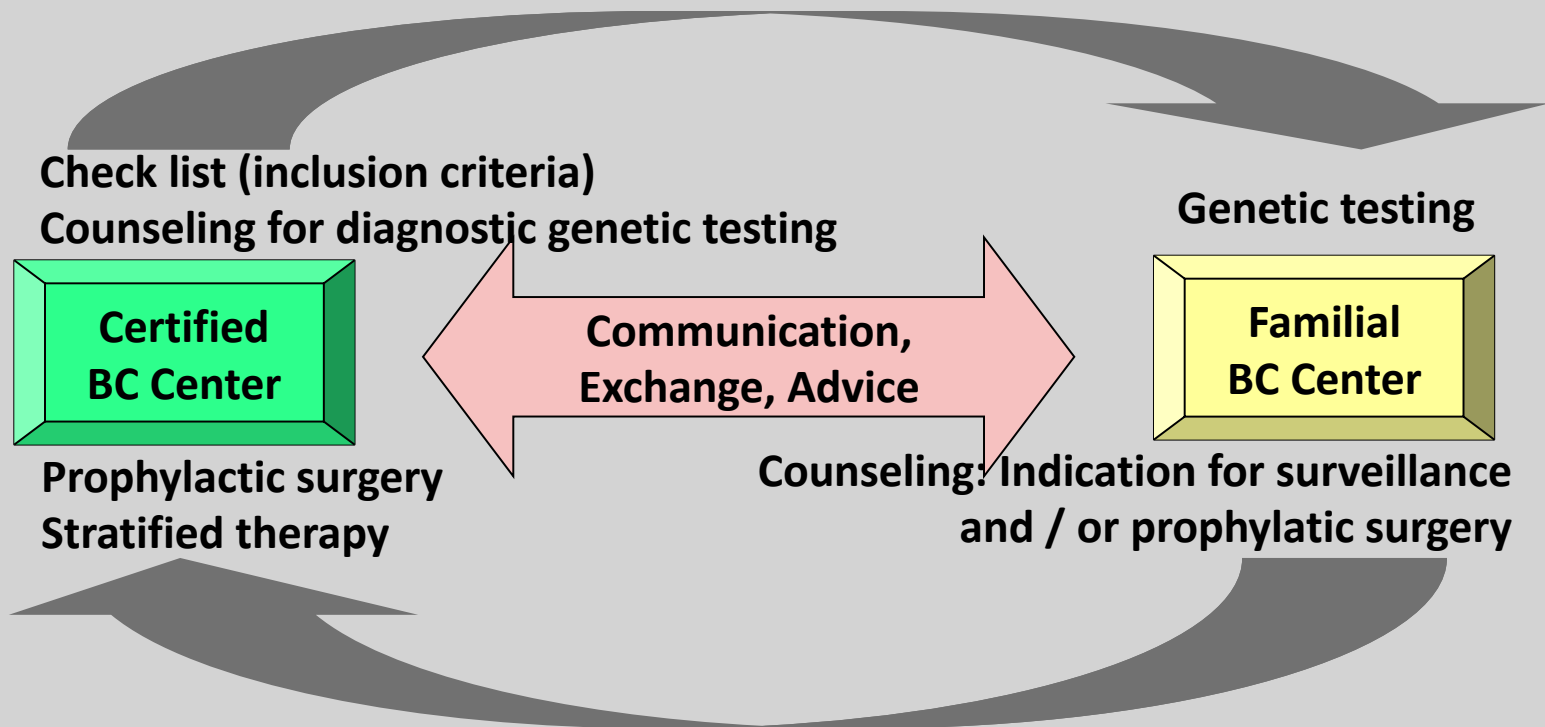 Check list (inclusion criteria)
Counseling for diagnostic genetic testing
Genetic testing
Certified
BC Center
Communication,
Exchange, Advice
Familial
BC Center
Prophylactic surgery
Stratified therapy
Counseling: Indication for surveillance
and / or prophylatic surgery